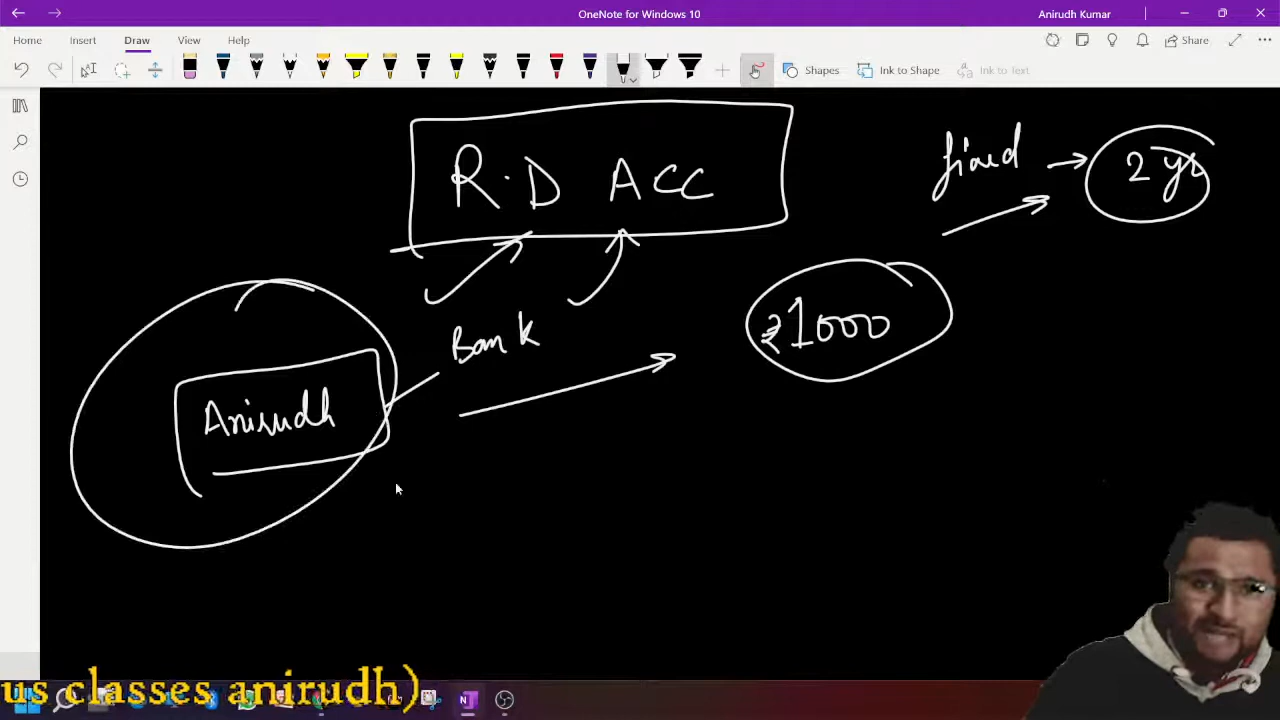 OneNote for Windows 10
Anirudh Kumar
Home Insert Draw View Help
Share
Shapes
Ink to Shape
Ink to Text
R.D ACC
fixed → 2 yr
Bank
₹1000
Anirudh
us classes anirudh)